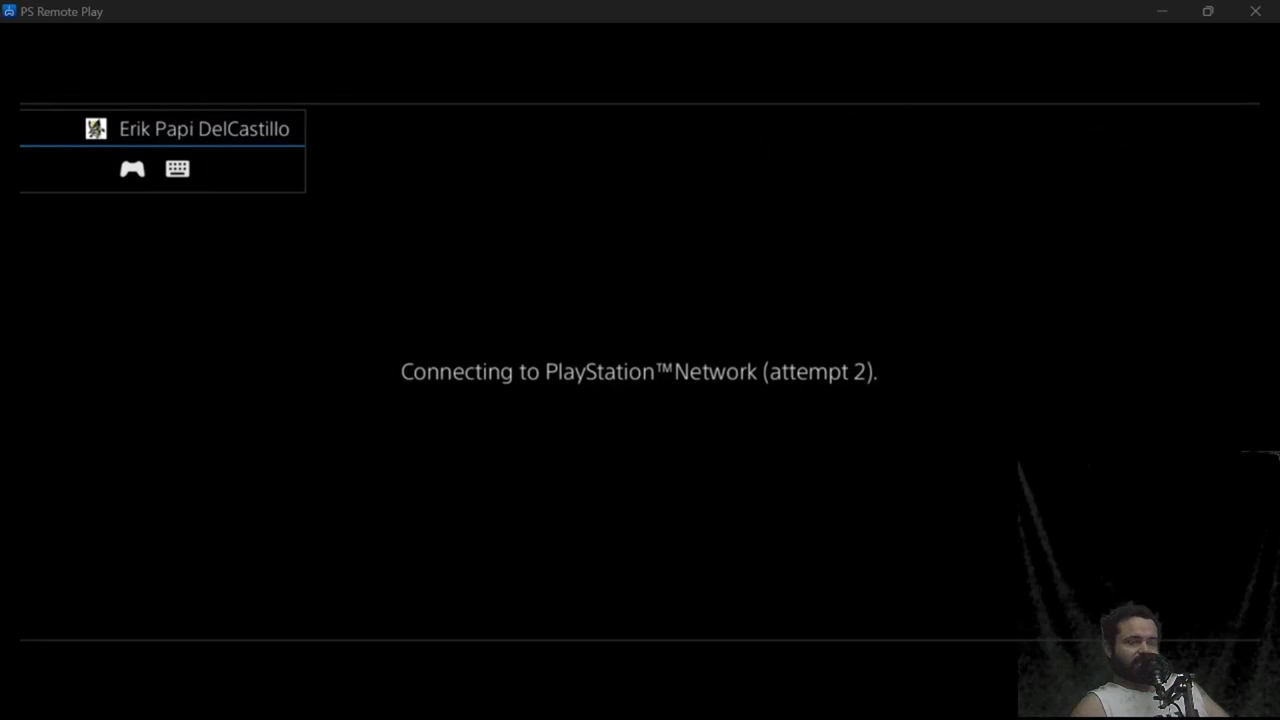 PS Remote Play
Erik Papi DelCastillo
Connecting to PlayStation™Network (attempt 2).